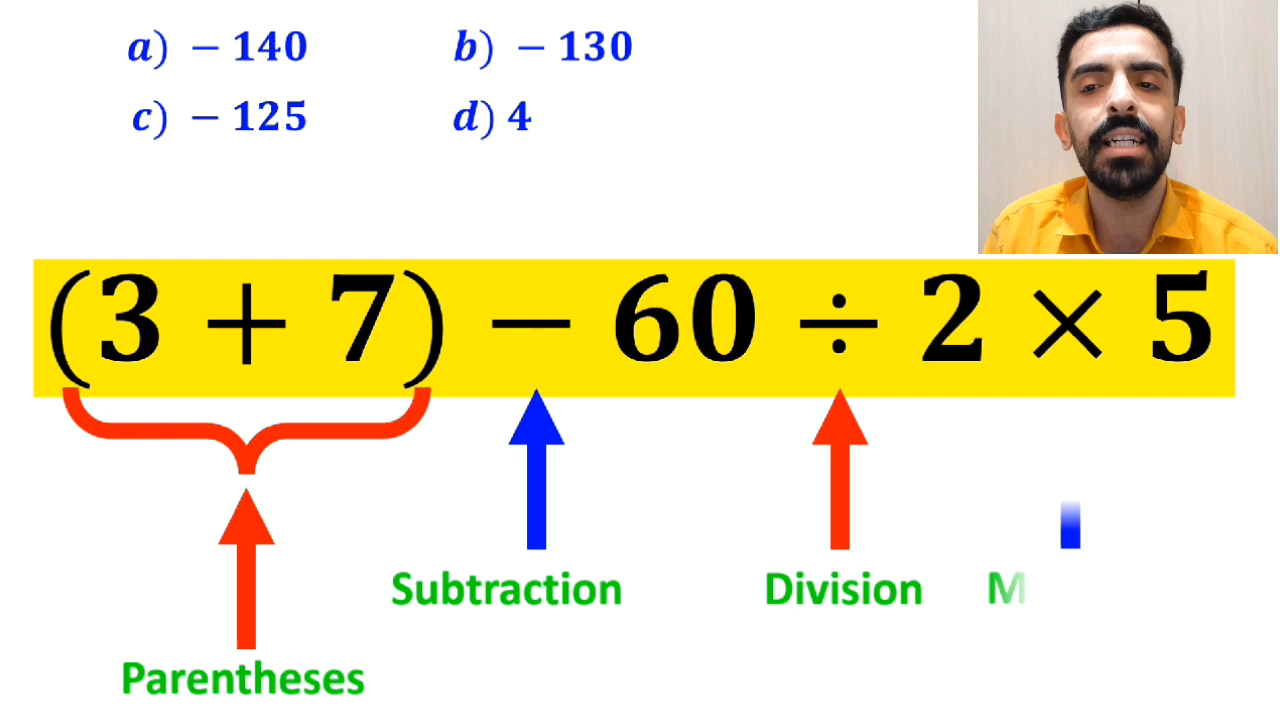 a) − 140 b) − 130
c) − 125 d) 4
(3 + 7) − 60 ÷ 2 × 5
Subtraction Division M
Parentheses